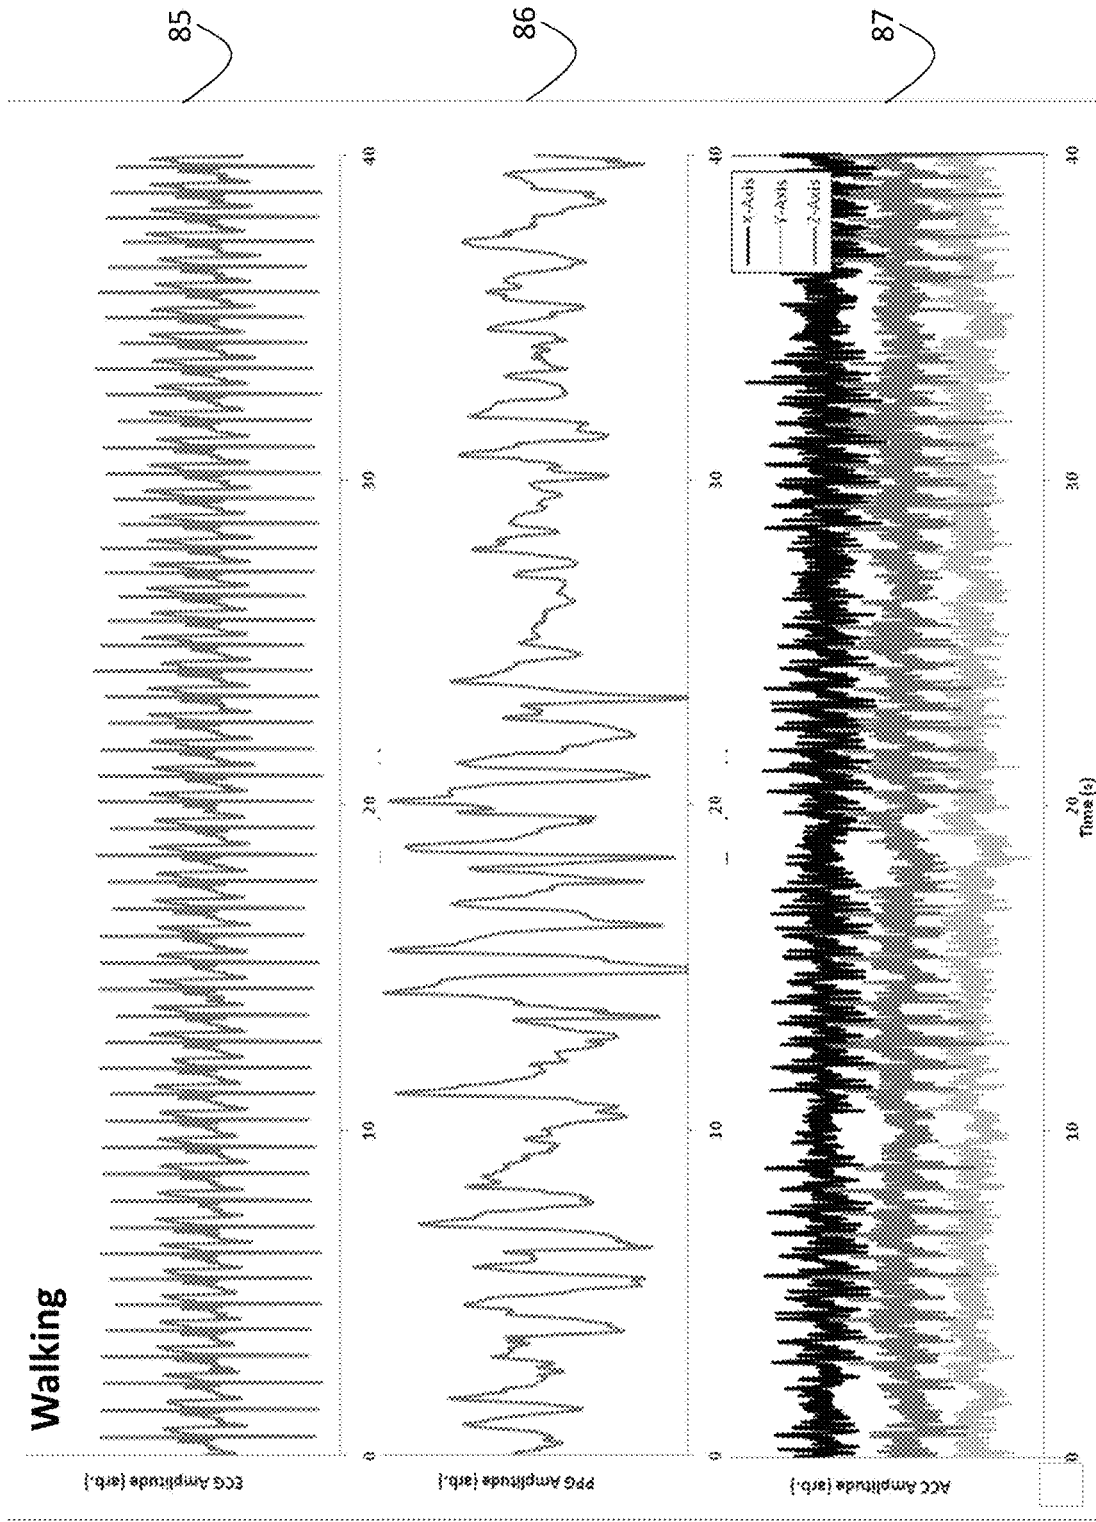 Walking
85
ECG Amplitude (arb.)
0
10
20
30
40
86
PPG Amplitude (arb.)
0
10
20
30
40
87
ACC Amplitude (arb.)
X-Axis
Y-Axis
Z-Axis
0
10
20
30
40
Time (s)